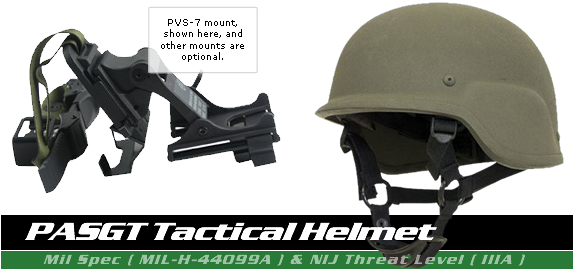 PVS-7 mount,
shown here, and
other mounts are
optional.
PASGT Tactical Helmet
Mil Spec ( MIL-H-44099A ) & NIJ Threat Level ( IIIA )